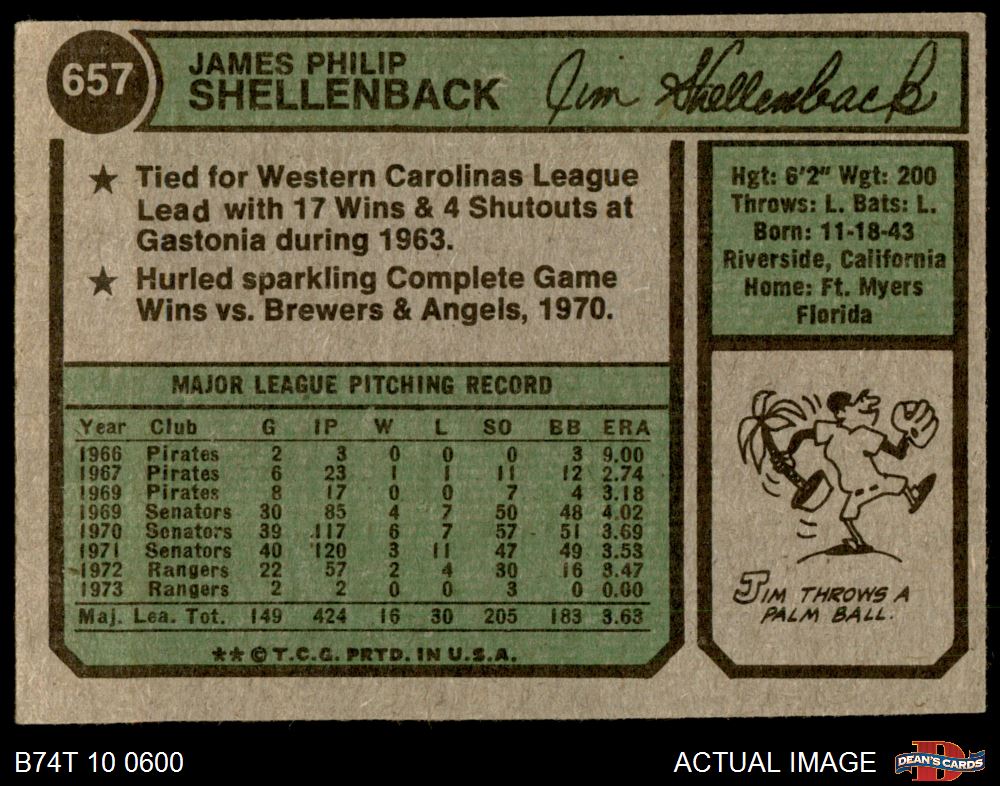 657
JAMES PHILIP
SHELLENBACK
Jim Shellenback
★ Tied for Western Carolinas League
Lead with 17 Wins & 4 Shutouts at
Gastonia during 1963.
★ Hurled sparkling Complete Game
Wins vs. Brewers & Angels, 1970.
Hgt: 6'2" Wgt: 200
Throws: L. Bats: L.
Born: 11-18-43
Riverside, California
Home: Ft. Myers
Florida
MAJOR LEAGUE PITCHING RECORD
Year Club G IP W L SO BB ERA
1966 Pirates 2 3 0 0 0 3 9.00
1967 Pirates 6 23 1 1 11 12 2.74
1969 Pirates 8 17 0 0 7 4 3.18
1969 Senators 30 85 4 7 50 48 4.02
1970 Senators 39 117 6 7 57 51 3.69
1971 Senators 40 120 3 11 47 49 3.53
1972 Rangers 22 57 2 4 30 16 3.47
1973 Rangers 2 2 0 0 3 0 0.00
Maj. Lea. Tot. 149 424 16 30 205 183 3.63
★★ © T.C.G. PRTD. IN U.S.A.
JIM THROWS A
PALM BALL.
B74T 10 0600
ACTUAL IMAGE
D
DEAN'S CARDS